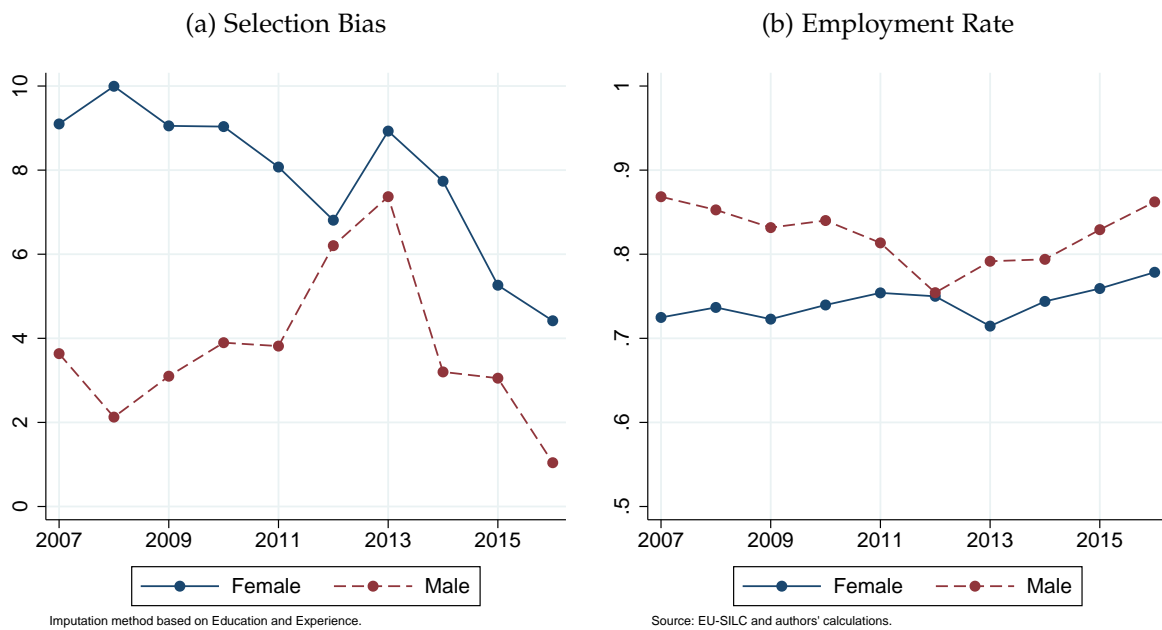 (a) Selection Bias
10
8
6
4
2
0
2007 2009 2011 2013 2015
Female Male
Imputation method based on Education and Experience.
(b) Employment Rate
1
.9
.8
.7
.6
.5
2007 2009 2011 2013 2015
Female Male
Source: EU-SILC and authors' calculations.